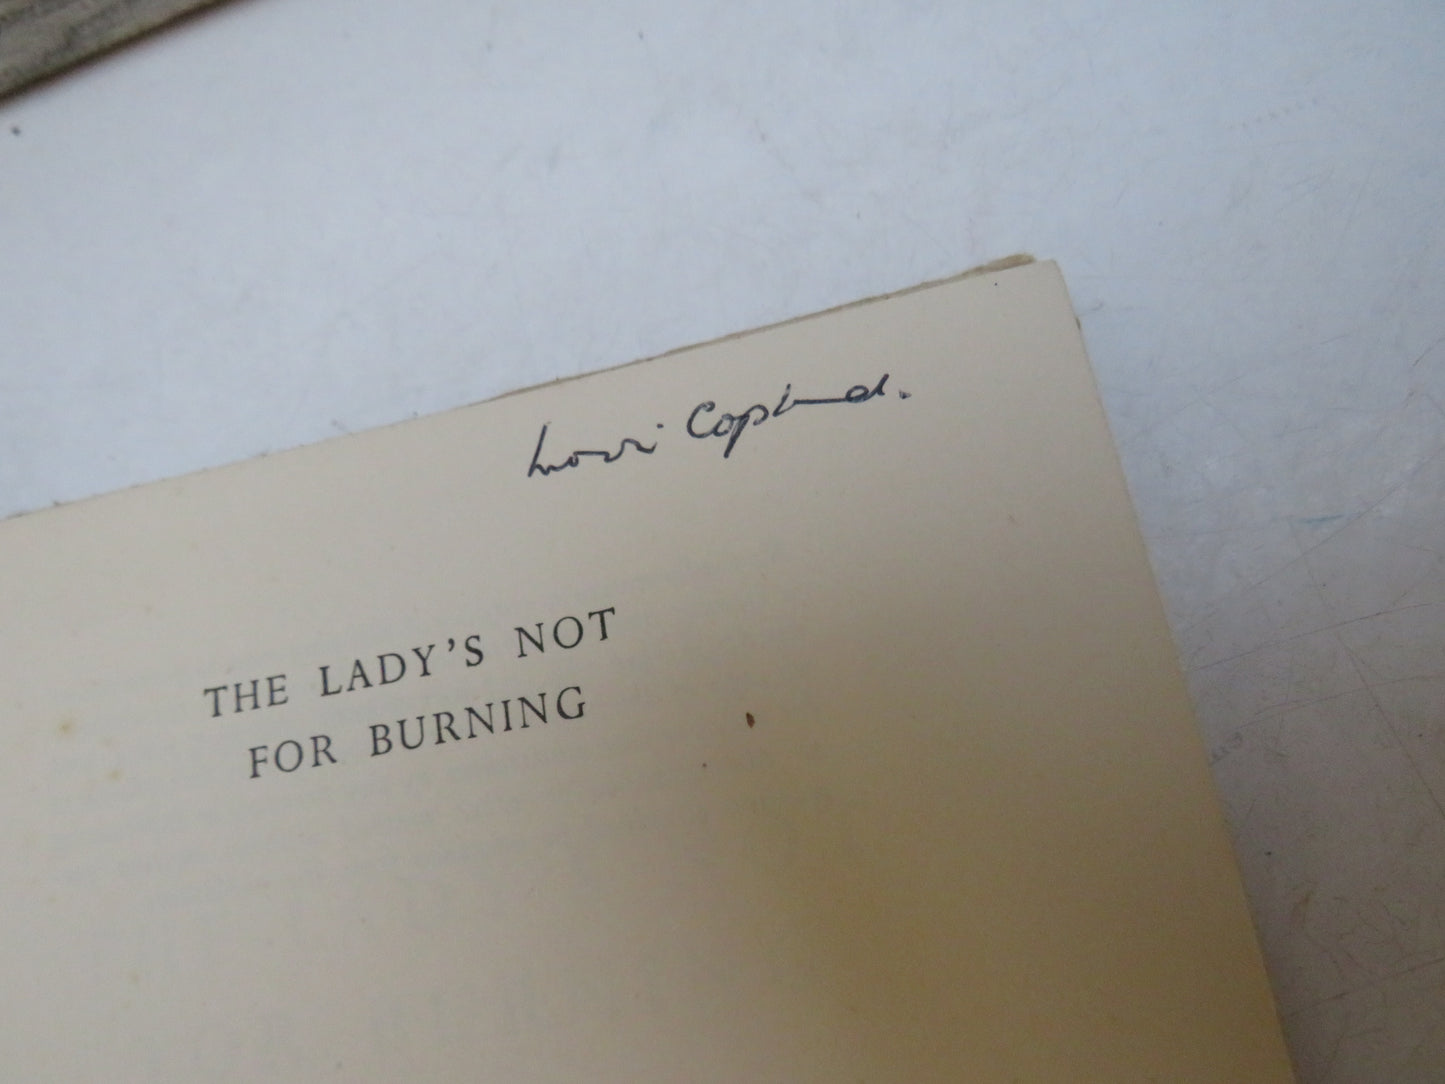 THE LADY'S NOT
FOR BURNING